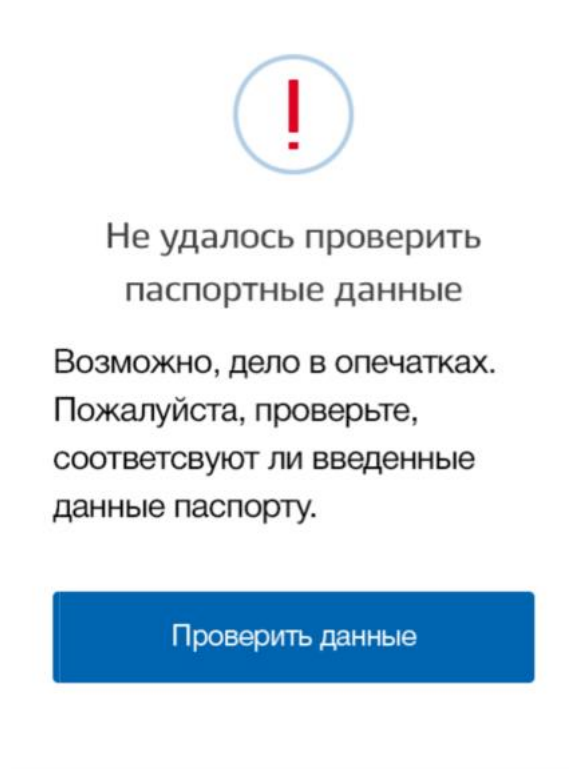 Не удалось проверить
паспортные данные
Возможно, дело в опечатках.
Пожалуйста, проверьте,
соответсвуют ли введенные
данные паспорту.
Проверить данные